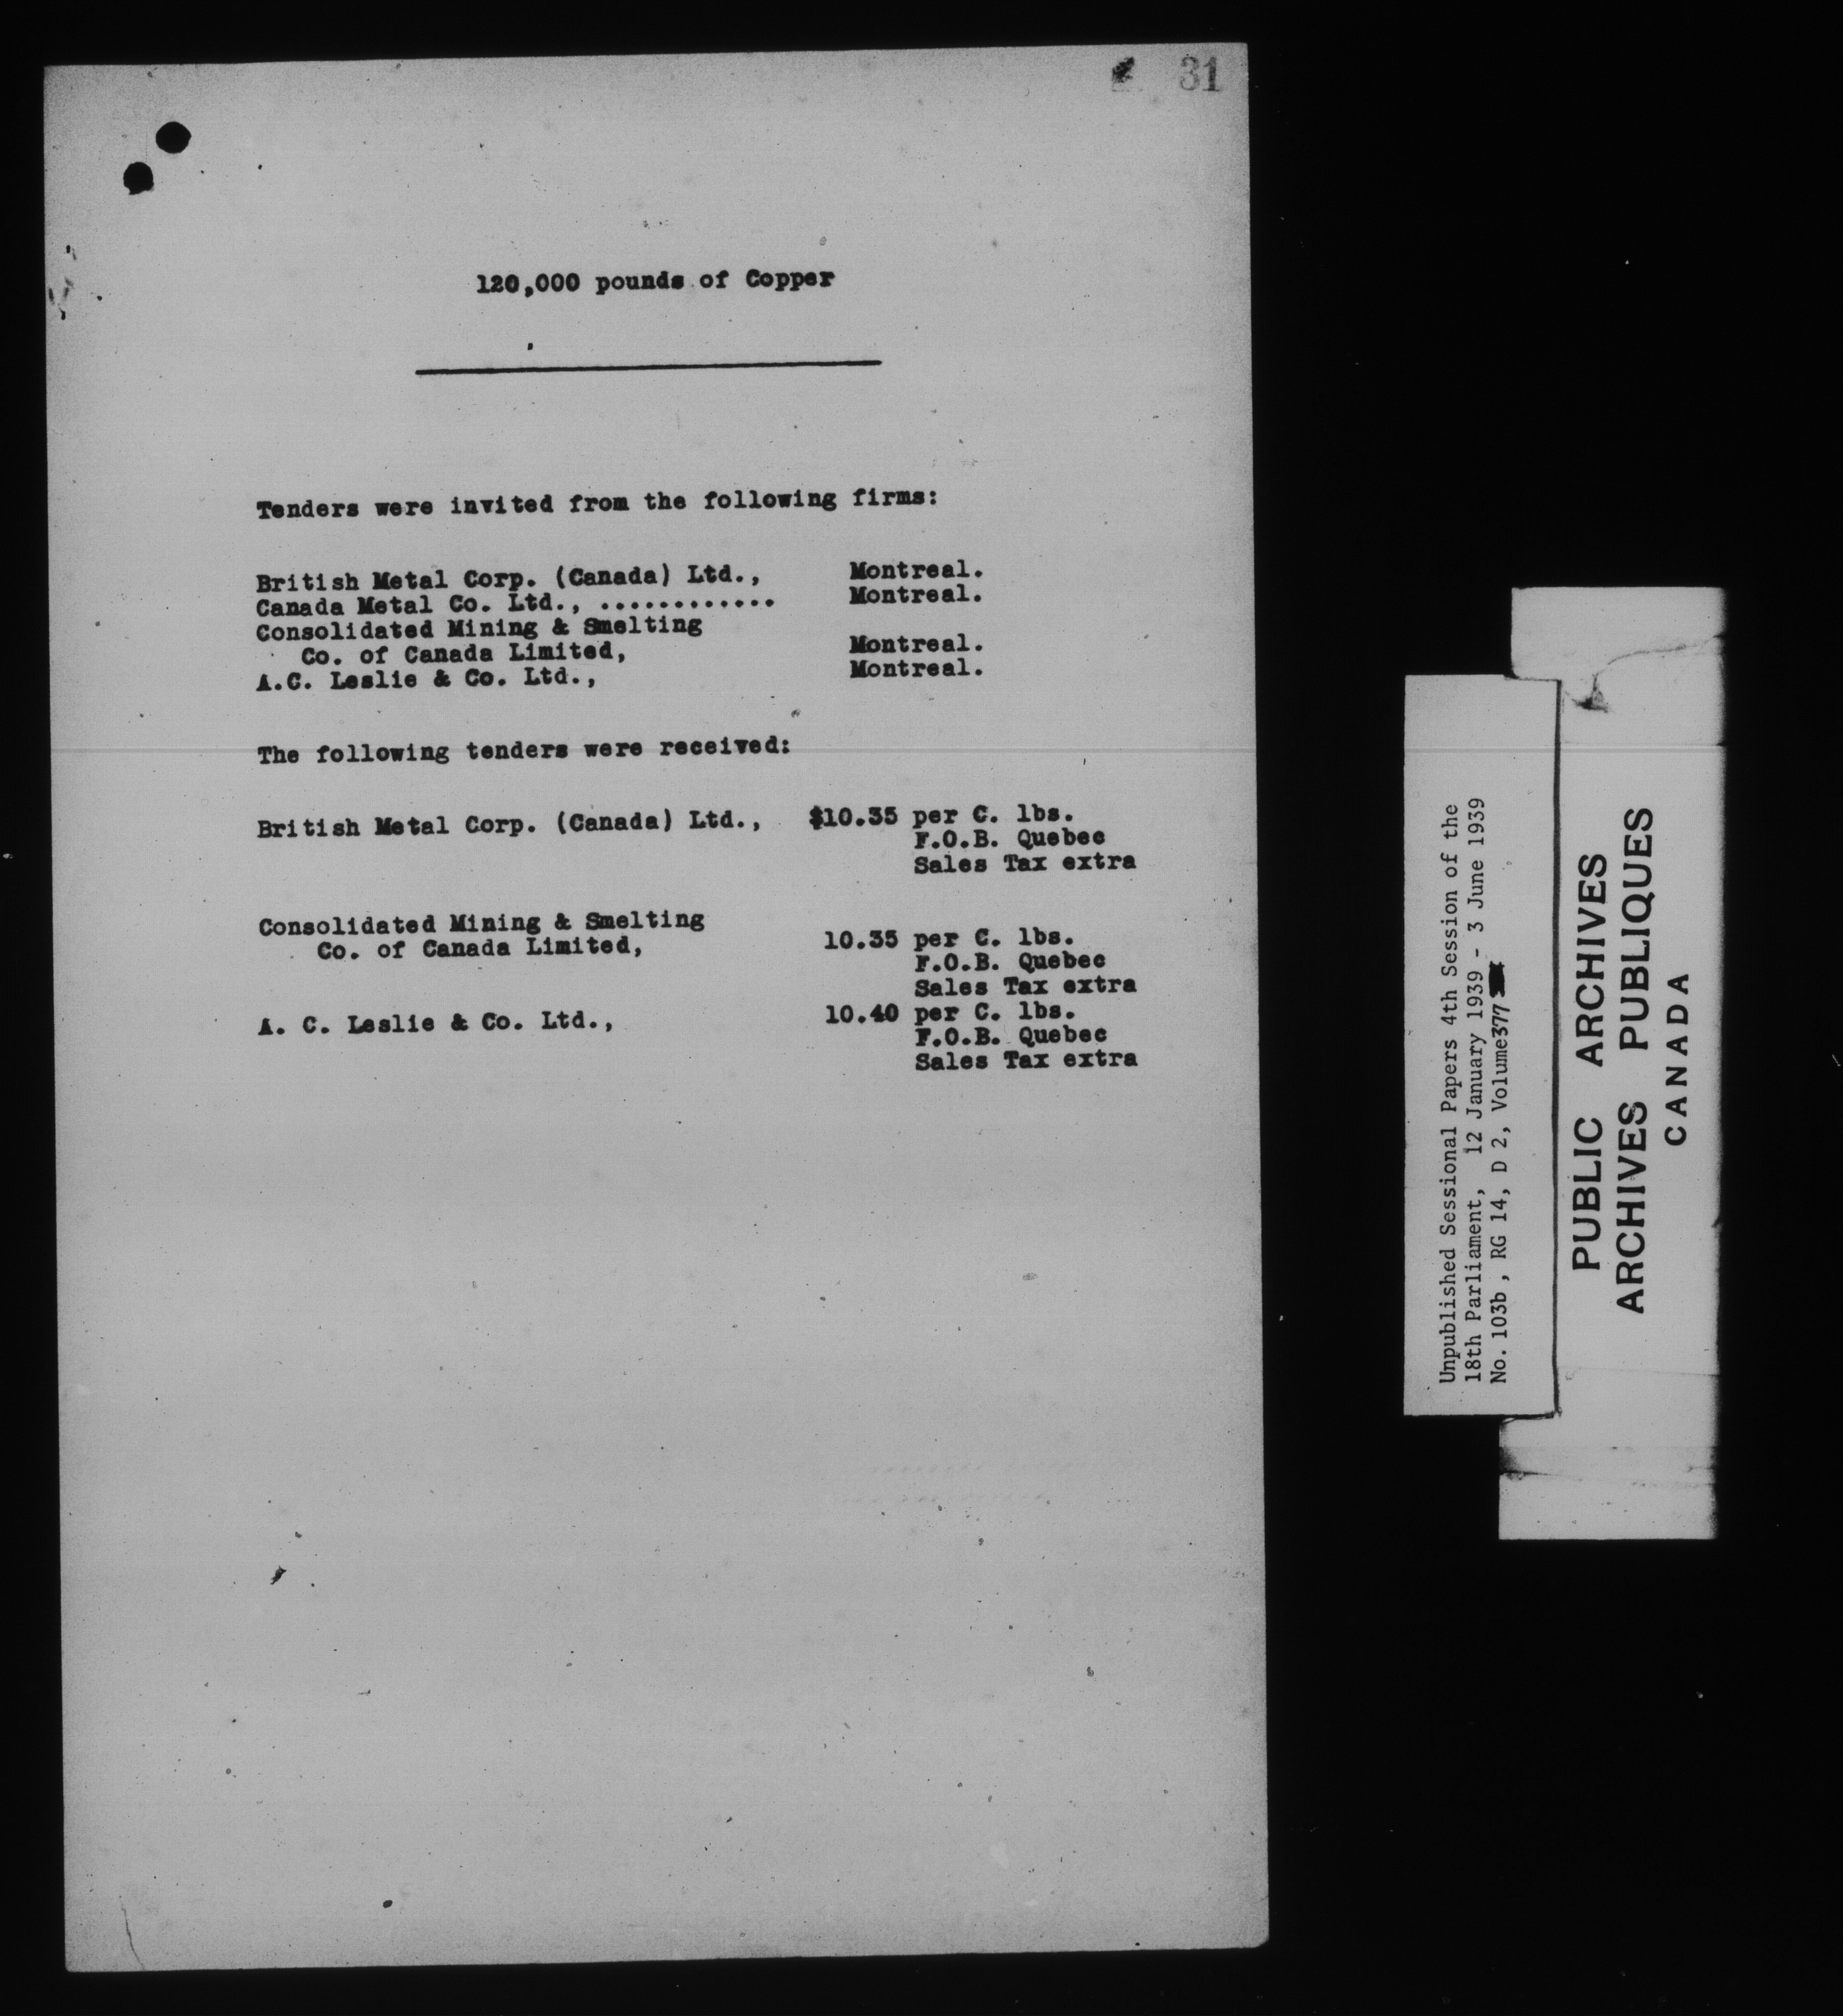 31
120,000 pounds of Copper
Tenders were invited from the following firms:
British Metal Corp. (Canada) Ltd., Montreal.
Canada Metal Co. Ltd., ............ Montreal.
Consolidated Mining & Smelting
Co. of Canada Limited, Montreal.
A.C. Leslie & Co. Ltd., Montreal.
The following tenders were received:
British Metal Corp. (Canada) Ltd., $10.35 per C. lbs.
F.O.B. Quebec
Sales Tax extra
Consolidated Mining & Smelting
Co. of Canada Limited, 10.35 per C. lbs.
F.O.B. Quebec
Sales Tax extra
A. C. Leslie & Co. Ltd., 10.40 per C. lbs.
F.O.B. Quebec
Sales Tax extra
Unpublished Sessional Papers 4th Session of the
18th Parliament, 12 January 1939 - 3 June 1939
No. 103b , RG 14, D 2, Volume 377
PUBLIC ARCHIVES
ARCHIVES PUBLIQUES
CANADA